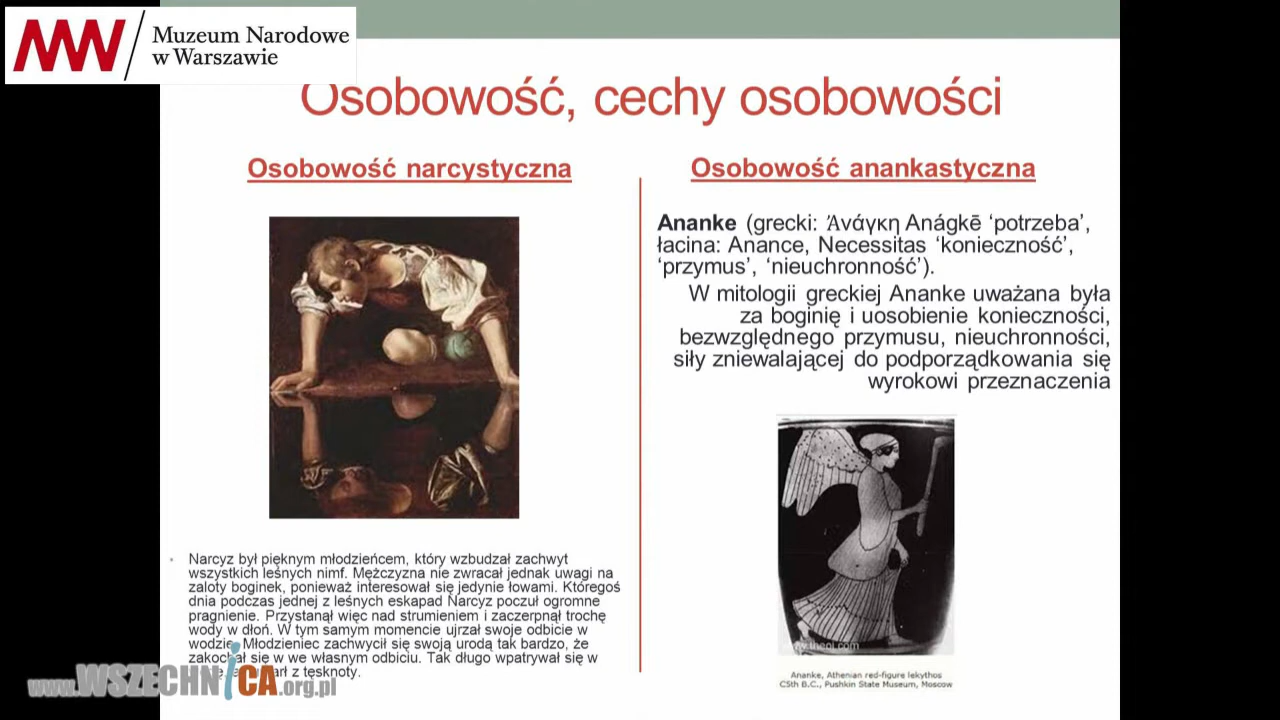 Muzeum Narodowe
w Warszawie
Osobowość, cechy osobowości
Osobowość narcystyczna
Narcyz był pięknym młodzieńcem, który wzbudzał zachwyt
wszystkich leśnych nimf. Mężczyzna nie zwracał jednak uwagi na
zaloty boginek, ponieważ interesował się jedynie łowami. Któregoś
dnia podczas jednej z leśnych eskapad Narcyz poczuł ogromne
pragnienie. Przystanął więc nad strumieniem i zaczerpnął trochę
wody w dłoń. W tym samym momencie ujrzał swoje odbicie w
wodzie. Młodzieniec zachwycił się swoją urodą tak bardzo, że
zakochał się w we własnym odbiciu. Tak długo wpatrywał się w
z tęsknoty.
Osobowość anankastyczna
Ananke (grecki: Ἀνάγκη Anágkē ‘potrzeba’,
łacina: Anance, Necessitas ‘konieczność’,
‘przymus’, ‘nieuchronność’).
W mitologii greckiej Ananke uważana była
za boginię i uosobienie konieczności,
bezwzględnego przymusu, nieuchronności,
siły zniewalającej do podporządkowania się
wyrokowi przeznaczenia
Ananke, Athenian red-figure lekythos
C5th B.C., Pushkin State Museum, Moscow
www.WSZECHNICA.org.pl